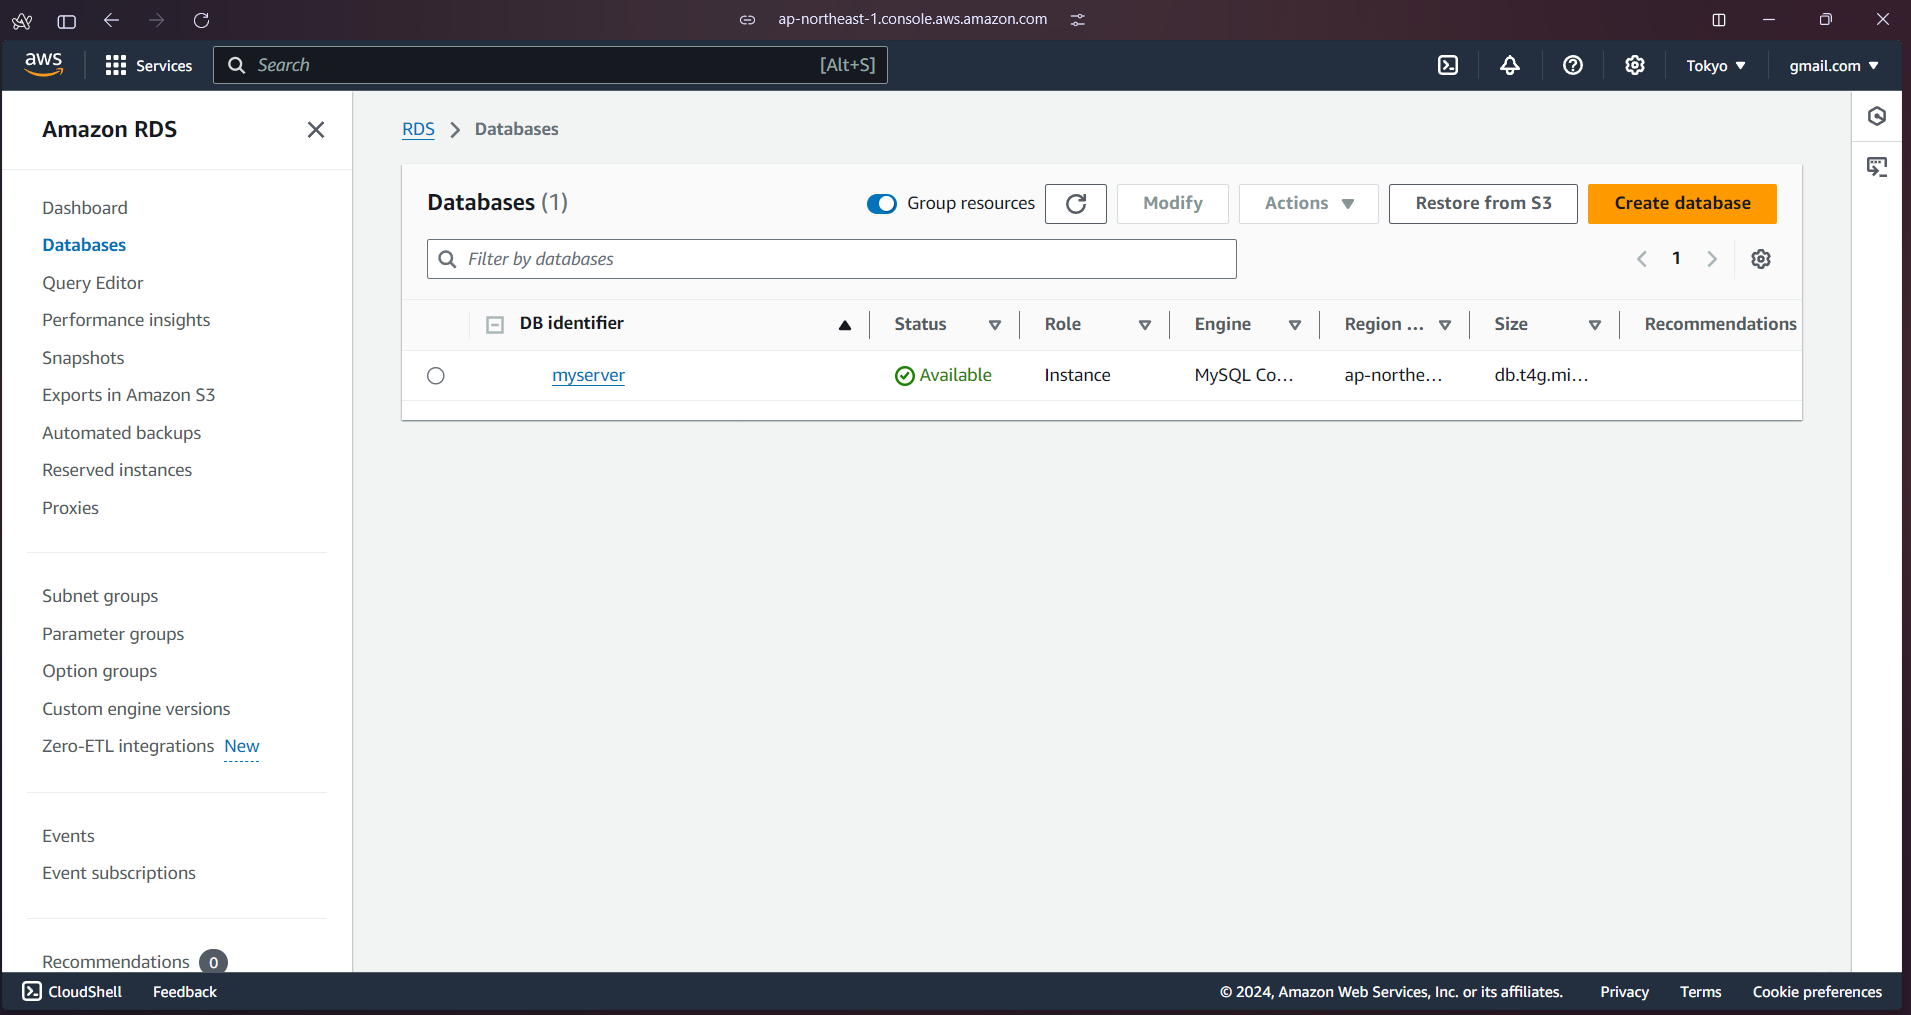 ap-northeast-1.console.aws.amazon.com
aws Services Search [Alt+S] Tokyo gmail.com
Amazon RDS
Dashboard
Databases
Query Editor
Performance insights
Snapshots
Exports in Amazon S3
Automated backups
Reserved instances
Proxies
Subnet groups
Parameter groups
Option groups
Custom engine versions
Zero-ETL integrations New
Events
Event subscriptions
Recommendations 0
RDS > Databases
Databases (1) Group resources Modify Actions Restore from S3 Create database
Filter by databases 1
DB identifier Status Role Engine Region ... Size Recommendations
myserver Available Instance MySQL Co... ap-northe... db.t4g.mi...
CloudShell Feedback © 2024, Amazon Web Services, Inc. or its affiliates. Privacy Terms Cookie preferences